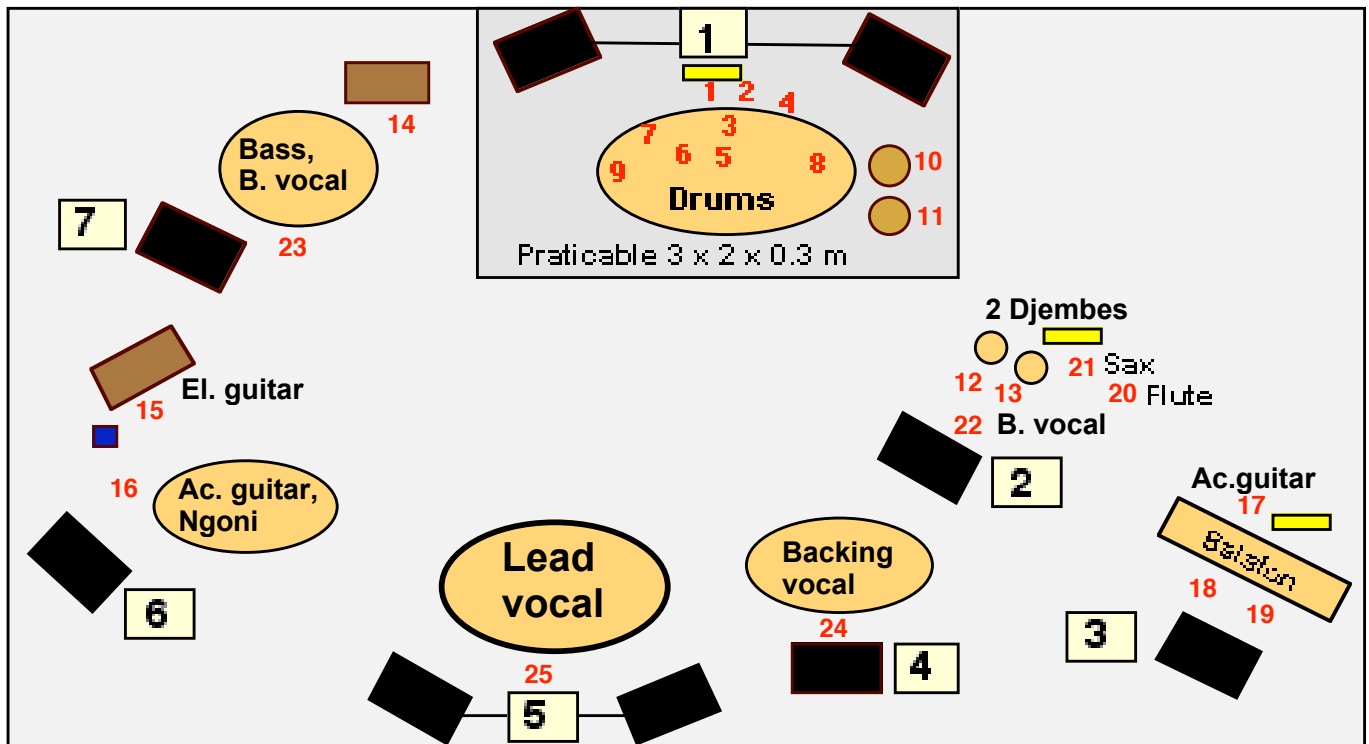 1
1 2 4
7 3
6 5 8 10
9
Drums
11
Praticable 3 x 2 x 0.3 m
14
Bass,
B. vocal
7
23
2 Djembes
12 13 21 Sax
20 Flute
22 B. vocal
2
El. guitar
15
16
Ac. guitar,
Ngoni
6
Ac.guitar
17
Balafon
18
19
3
Lead
vocal
25
5
Backing
vocal
24
4